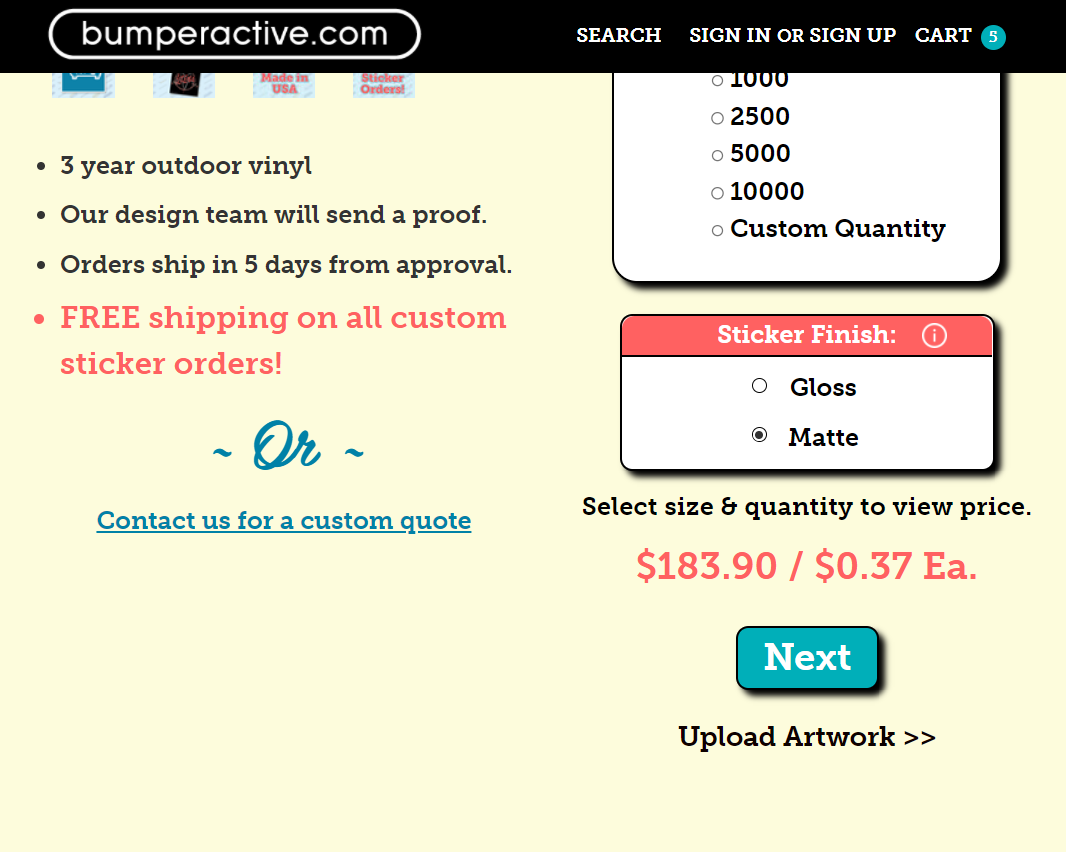 bumperactive.com
SEARCH SIGN IN OR SIGN UP CART 5
Made in
USA
Sticker
Orders!
3 year outdoor vinyl
Our design team will send a proof.
Orders ship in 5 days from approval.
FREE shipping on all custom
sticker orders!
~ Or ~
Contact us for a custom quote
1000
2500
5000
10000
Custom Quantity
Sticker Finish:
Gloss
Matte
Select size & quantity to view price.
$183.90 / $0.37 Ea.
Next
Upload Artwork >>